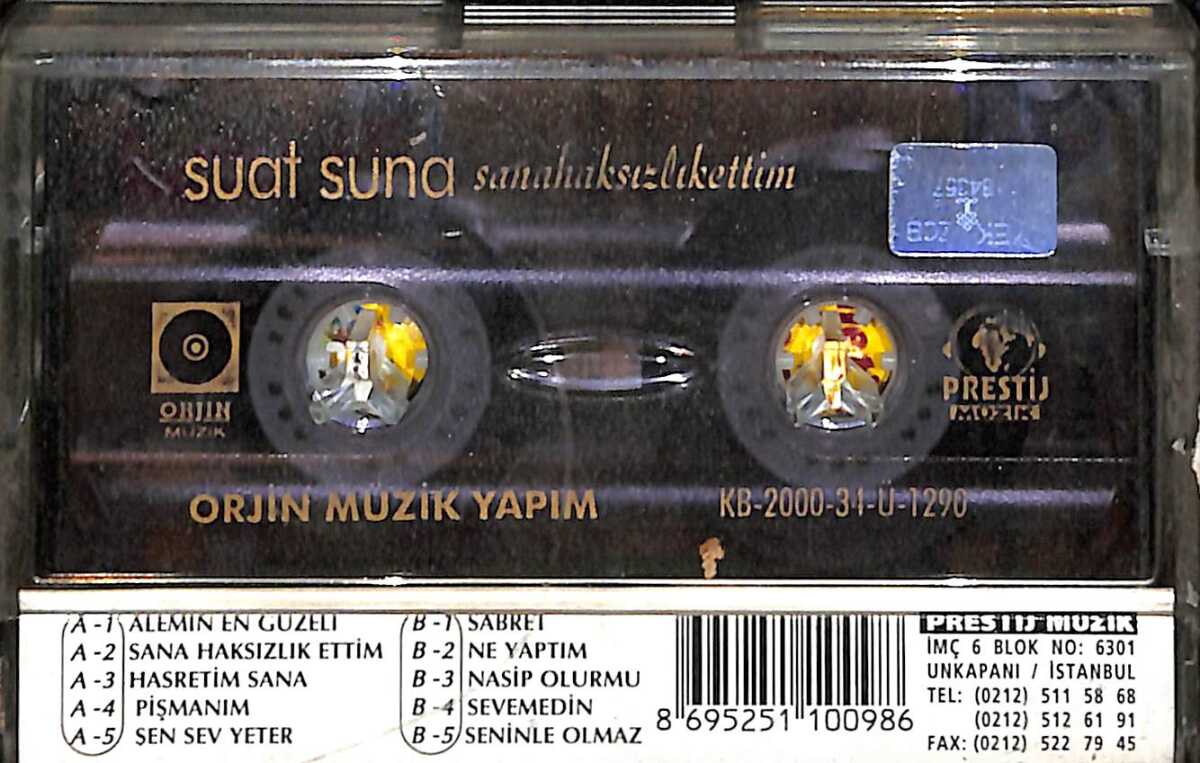 suat suna sanahaksızlıkettim
ORJİN
MÜZİK
PRESTİJ
MÜZİK
ORJİN MÜZİK YAPIM KB-2000-34-U-1290
A-1 ALEMİN EN GÜZELİ
A-2 SANA HAKSIZLIK ETTİM
A-3 HASRETİM SANA
A-4 PİŞMANIM
A-5 ŞEN SEV YETER
B-1 SABRET
B-2 NE YAPTIM
B-3 NASİP OLURMU
B-4 SEVEMEDİN
B-5 SENİNLE OLMAZ
8 695251 100986
PRESTİJ MÜZİK
İMÇ 6 BLOK NO: 6301
UNKAPANI / İSTANBUL
TEL: (0212) 511 58 68
(0212) 512 61 91
FAX: (0212) 522 79 45